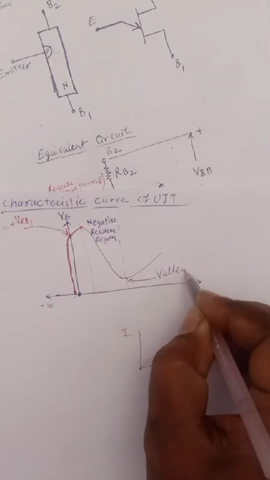 B2
E
Emitter
P
N
B1
B1
Equivalent Circuit
B2
+
RB2
VBB
Characteristic curve of UJT
VE
Negative
Resistance
Region
Valley
I